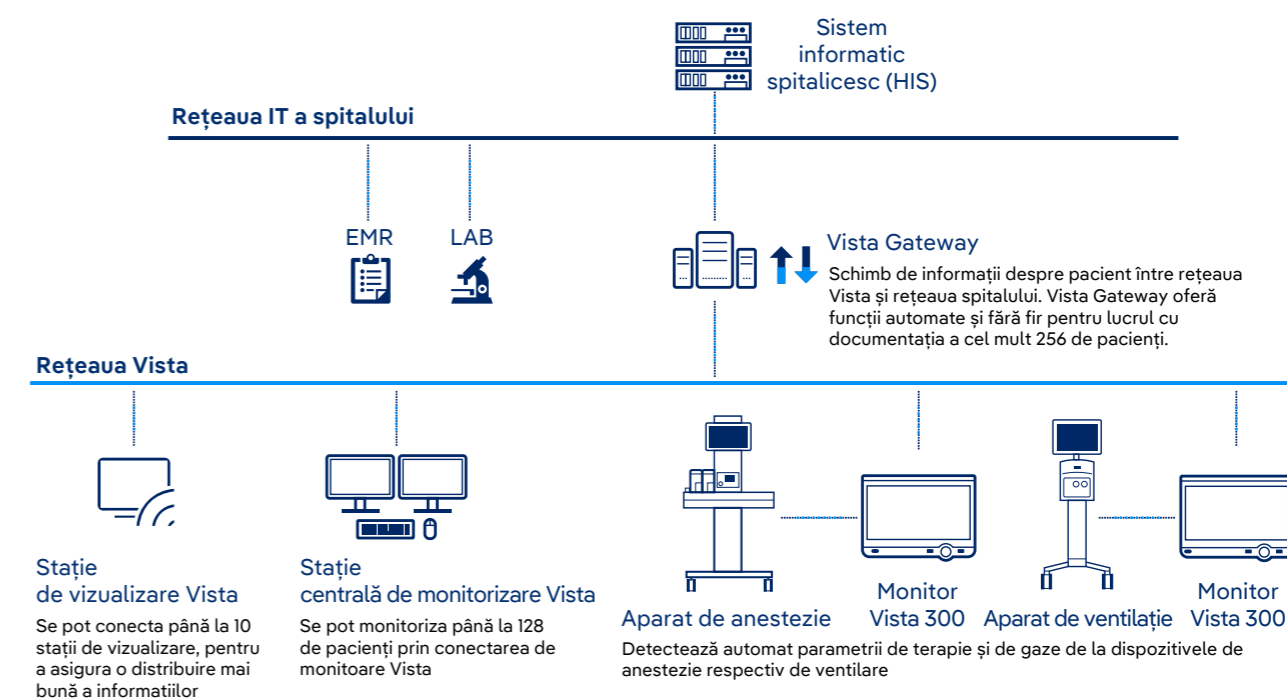 Sistem
informatic
spitalicesc (HIS)
Rețeaua IT a spitalului
EMR
LAB
Vista Gateway
Schimb de informații despre pacient între rețeaua
Vista și rețeaua spitalului. Vista Gateway oferă
funcții automate și fără fir pentru lucrul cu
documentația a cel mult 256 de pacienți.
Rețeaua Vista
Stație
de vizualizare Vista
Se pot conecta până la 10
stații de vizualizare, pentru
a asigura o distribuire mai
bună a informațiilor
Stație
centrală de monitorizare Vista
Se pot monitoriza până la 128
de pacienți prin conectarea de
monitoare Vista
Aparat de anestezie
Monitor
Vista 300
Aparat de ventilație
Monitor
Vista 300
Detectează automat parametrii de terapie și de gaze de la dispozitivele de
anestezie respectiv de ventilare